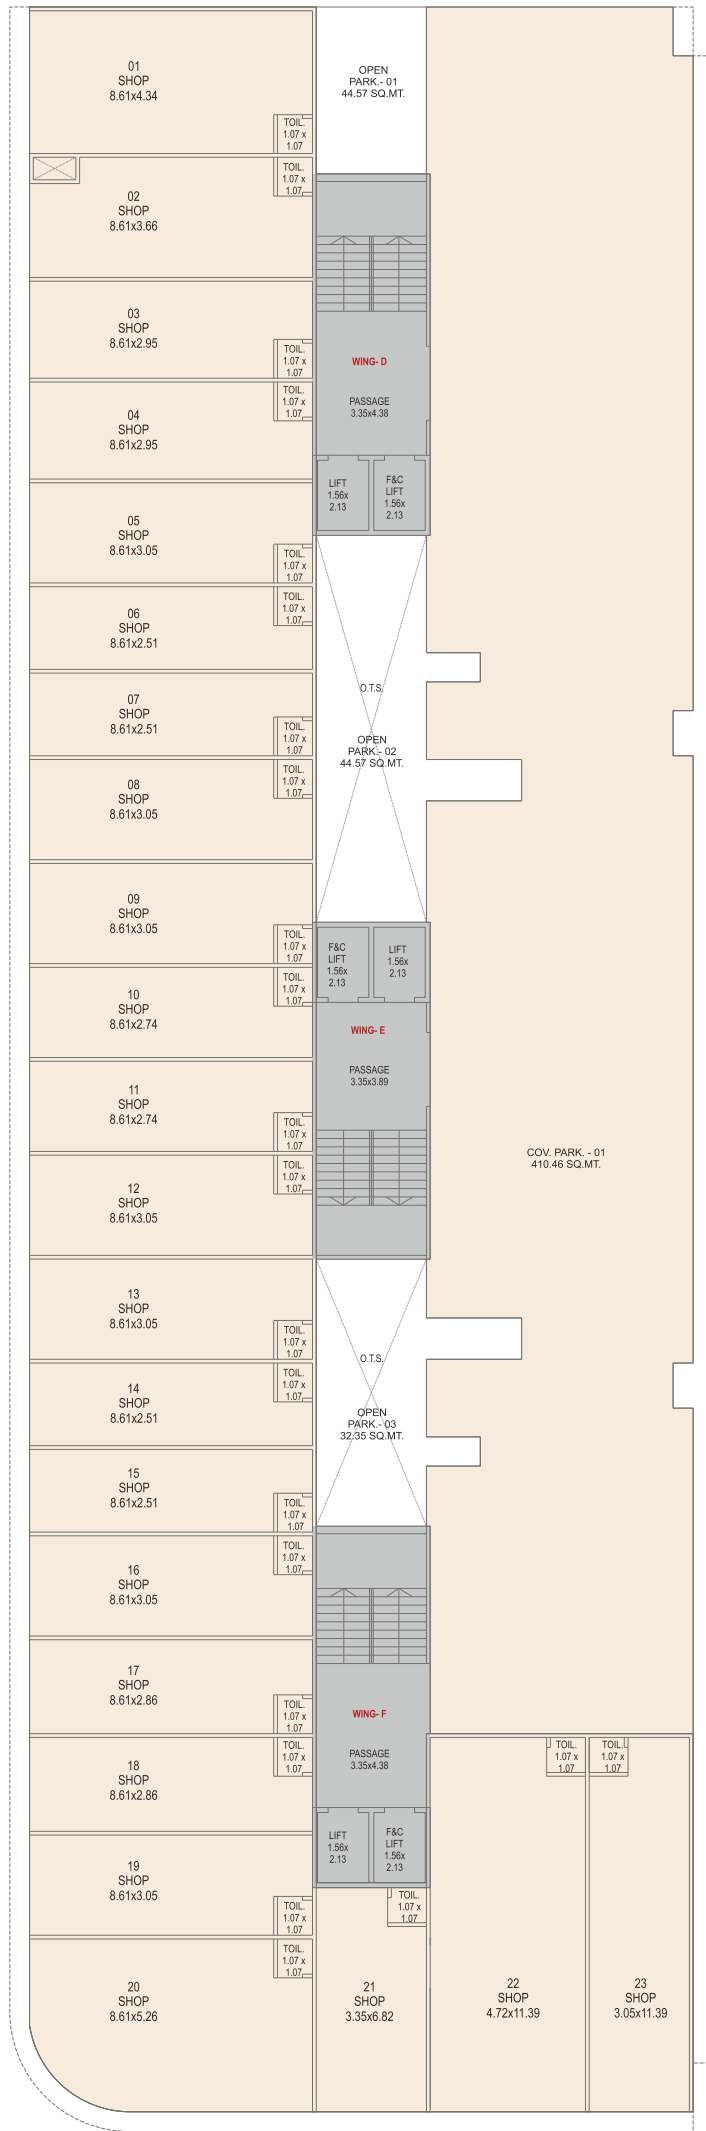 01
SHOP
8.61x4.34
TOIL.
1.07 x
1.07
TOIL.
1.07 x
1.07
02
SHOP
8.61x3.66
03
SHOP
8.61x2.95
TOIL.
1.07 x
1.07
TOIL.
1.07 x
1.07
04
SHOP
8.61x2.95
05
SHOP
8.61x3.05
TOIL.
1.07 x
1.07
TOIL.
1.07 x
1.07
06
SHOP
8.61x2.51
07
SHOP
8.61x2.51
TOIL.
1.07 x
1.07
TOIL.
1.07 x
1.07
08
SHOP
8.61x3.05
09
SHOP
8.61x3.05
TOIL.
1.07 x
1.07
TOIL.
1.07 x
1.07
10
SHOP
8.61x2.74
11
SHOP
8.61x2.74
TOIL.
1.07 x
1.07
TOIL.
1.07 x
1.07
12
SHOP
8.61x3.05
13
SHOP
8.61x3.05
TOIL.
1.07 x
1.07
TOIL.
1.07 x
1.07
14
SHOP
8.61x2.51
15
SHOP
8.61x2.51
TOIL.
1.07 x
1.07
TOIL.
1.07 x
1.07
16
SHOP
8.61x3.05
17
SHOP
8.61x2.86
TOIL.
1.07 x
1.07
TOIL.
1.07 x
1.07
18
SHOP
8.61x2.86
19
SHOP
8.61x3.05
TOIL.
1.07 x
1.07
TOIL.
1.07 x
1.07
20
SHOP
8.61x5.26
OPEN
PARK.- 01
44.57 SQ.MT.
WING- D
PASSAGE
3.35x4.38
LIFT
1.56x
2.13
F&C
LIFT
1.56x
2.13
O.T.S.
OPEN
PARK.- 02
44.57 SQ.MT.
F&C
LIFT
1.56x
2.13
LIFT
1.56x
2.13
WING- E
PASSAGE
3.35x3.89
O.T.S.
OPEN
PARK.- 03
32.35 SQ.MT.
WING- F
PASSAGE
3.35x4.38
LIFT
1.56x
2.13
F&C
LIFT
1.56x
2.13
TOIL.
1.07 x
1.07
21
SHOP
3.35x6.82
COV. PARK. - 01
410.46 SQ.MT.
TOIL.
1.07 x
1.07
TOIL.
1.07 x
1.07
22
SHOP
4.72x11.39
23
SHOP
3.05x11.39